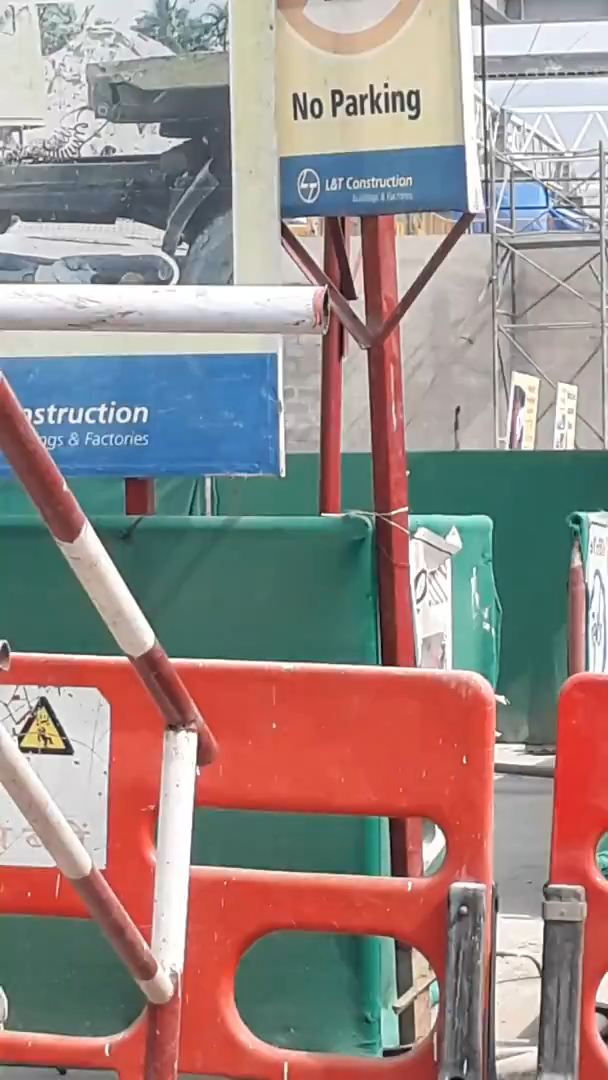 No Parking
L&T Construction
Buildings & Factories
nstruction
ngs & Factories